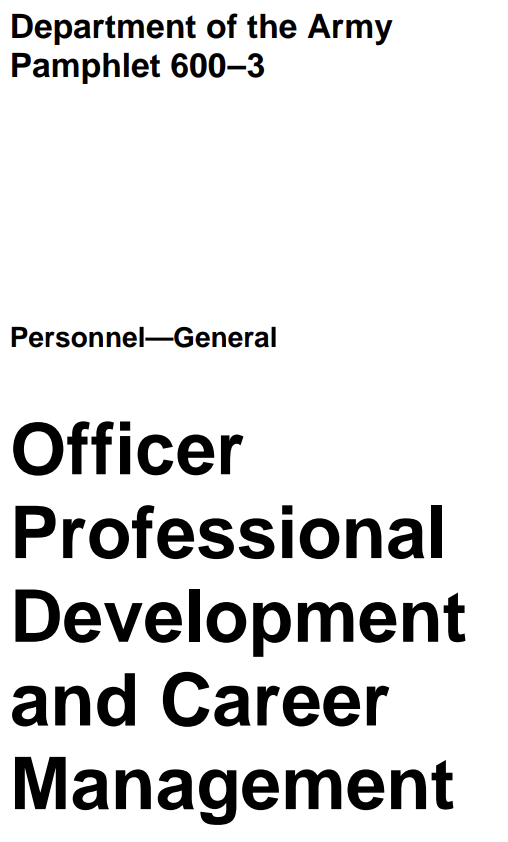 Department of the Army
Pamphlet 600–3
Personnel—General
Officer
Professional
Development
and Career
Management